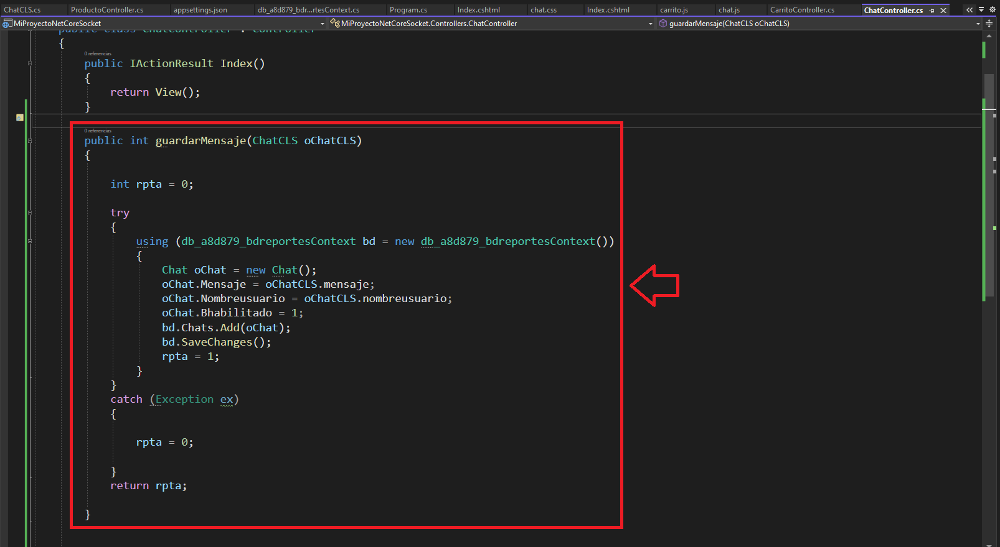 ChatCLS.cs ProductoController.cs appsettings.json db_a8d879_bdr...rtesContext.cs Program.cs Index.cshtml chat.css Index.cshtml carrito.js chat.js CarritoController.cs ChatController.cs
MiProyectoNetCoreSocket MiProyectoNetCoreSocket.Controllers.ChatController guardarMensaje(ChatCLS oChatCLS)
public class ChatController : Controller
{
0 referencias
public IActionResult Index()
{
return View();
}
0 referencias
public int guardarMensaje(ChatCLS oChatCLS)
{
int rpta = 0;
try
{
using (db_a8d879_bdreportesContext bd = new db_a8d879_bdreportesContext())
{
Chat oChat = new Chat();
oChat.Mensaje = oChatCLS.mensaje;
oChat.Nombreusuario = oChatCLS.nombreusuario;
oChat.Bhabilitado = 1;
bd.Chats.Add(oChat);
bd.SaveChanges();
rpta = 1;
}
}
catch (Exception ex)
{
rpta = 0;
}
return rpta;
}